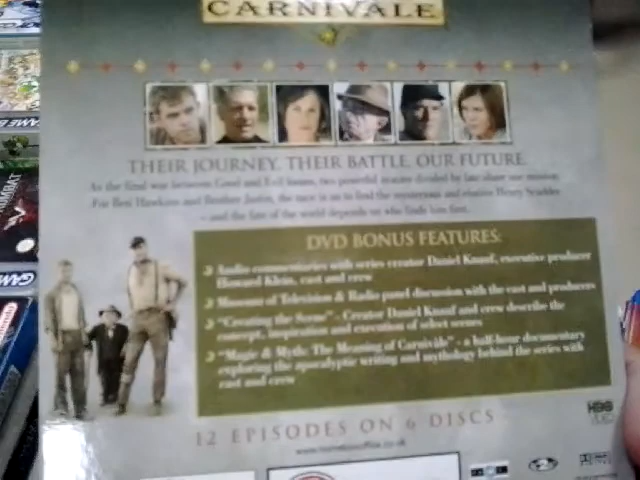 CARNIVÀLE
THEIR JOURNEY. THEIR BATTLE. OUR FUTURE.
As the final war between Good and Evil looms, two powerful divided by fate share one mission.
For Ben Hawkins and Brother Justin, the race is on to find the mysterious and elusive Henry Scudder
- and the fate of the world depends on who finds him first.
DVD BONUS FEATURES:
Audio commentaries with series creator Daniel Knauf, executive producer
Howard Klein, cast and crew
Museum of Television & Radio panel discussion with the cast and producers
"Creating the Scene" - Creator Daniel Knauf and crew describe the
concept, inspiration and execution of select scenes
"Magic & Myth: The Meaning of Carnivàle" - a half-hour documentary
exploring the apocalyptic writing and mythology behind the series with
cast and crew
12 EPISODES ON 6 DISCS
HBO
GAME
KOMBAT
GAM
Nintendo